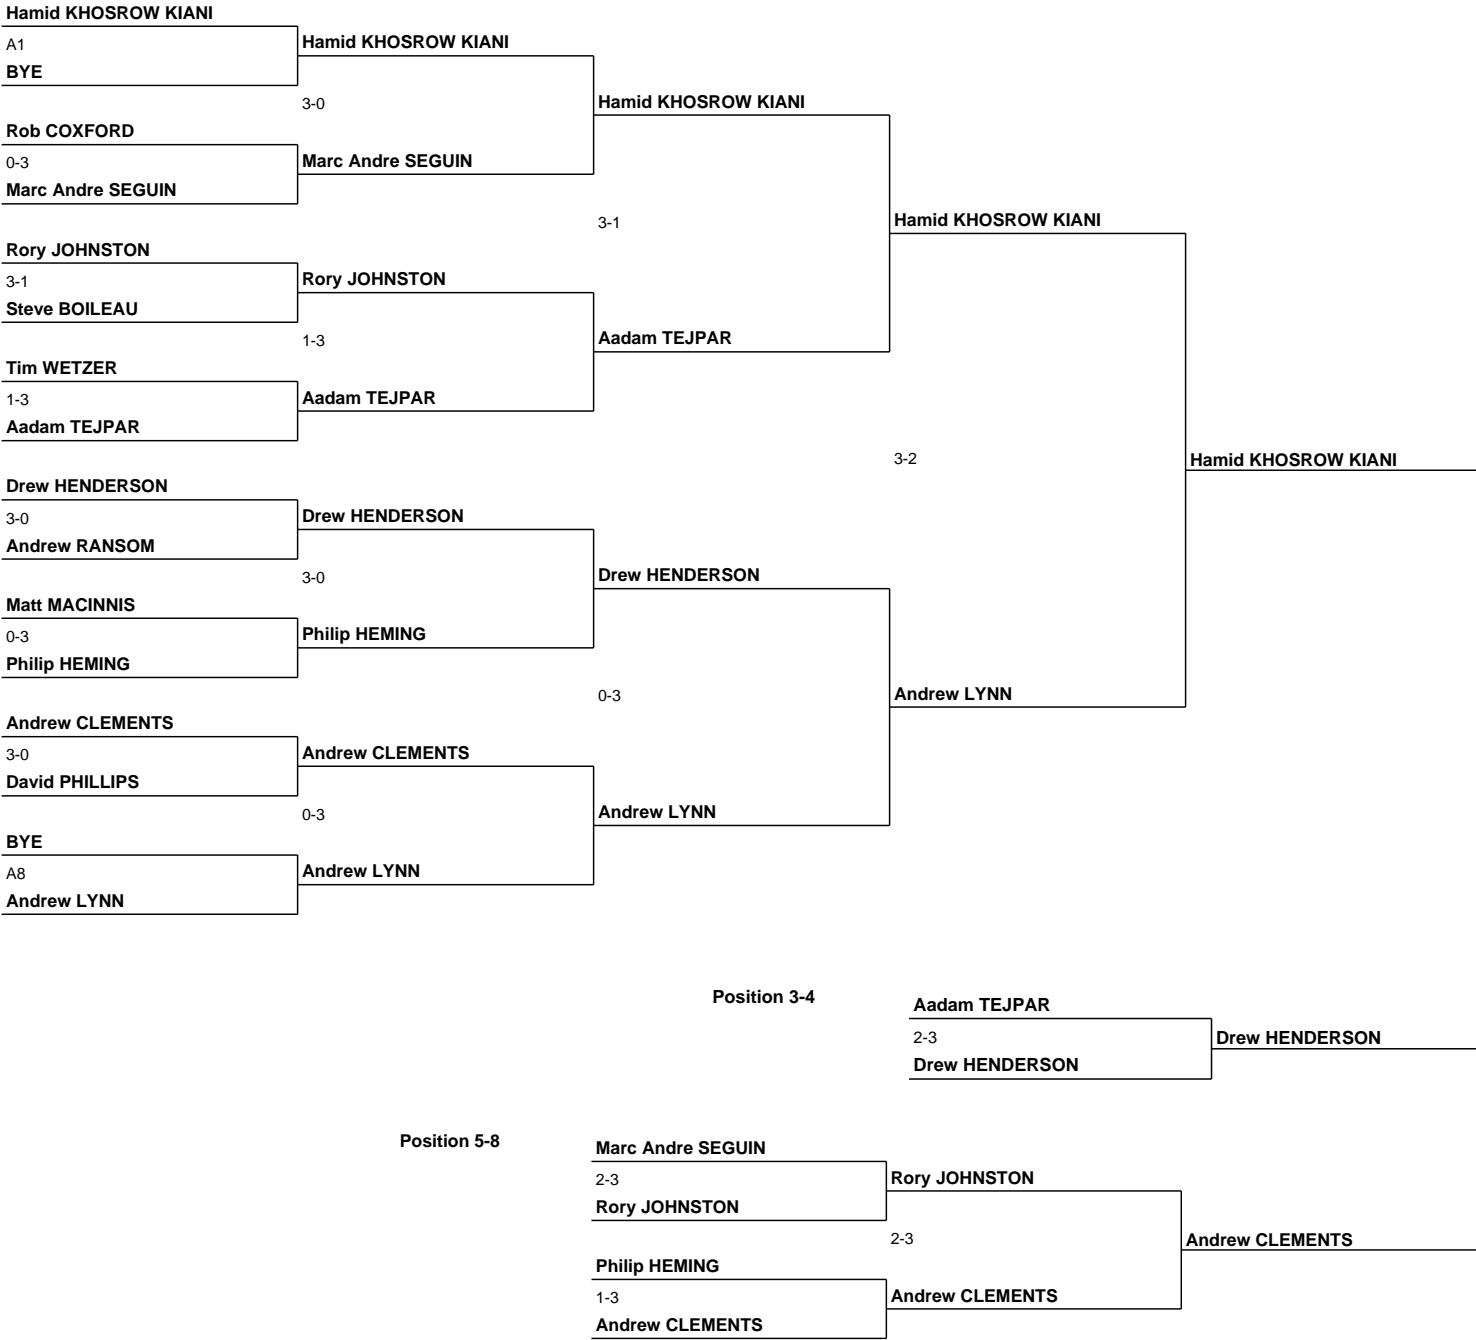 Hamid KHOSROW KIANI
A1
BYE
Hamid KHOSROW KIANI
3-0
Rob COXFORD
0-3
Marc Andre SEGUIN
Marc Andre SEGUIN
Hamid KHOSROW KIANI
3-1
Rory JOHNSTON
3-1
Steve BOILEAU
Rory JOHNSTON
1-3
Tim WETZER
1-3
Aadam TEJPAR
Aadam TEJPAR
Aadam TEJPAR
Hamid KHOSROW KIANI
3-2
Hamid KHOSROW KIANI
Drew HENDERSON
3-0
Andrew RANSOM
Drew HENDERSON
3-0
Matt MACINNIS
0-3
Philip HEMING
Philip HEMING
Drew HENDERSON
0-3
Andrew CLEMENTS
3-0
David PHILLIPS
Andrew CLEMENTS
0-3
BYE
A8
Andrew LYNN
Andrew LYNN
Andrew LYNN
Andrew LYNN
Position 3-4
Aadam TEJPAR
2-3
Drew HENDERSON
Drew HENDERSON
Position 5-8
Marc Andre SEGUIN
2-3
Rory JOHNSTON
Rory JOHNSTON
2-3
Philip HEMING
1-3
Andrew CLEMENTS
Andrew CLEMENTS
Andrew CLEMENTS